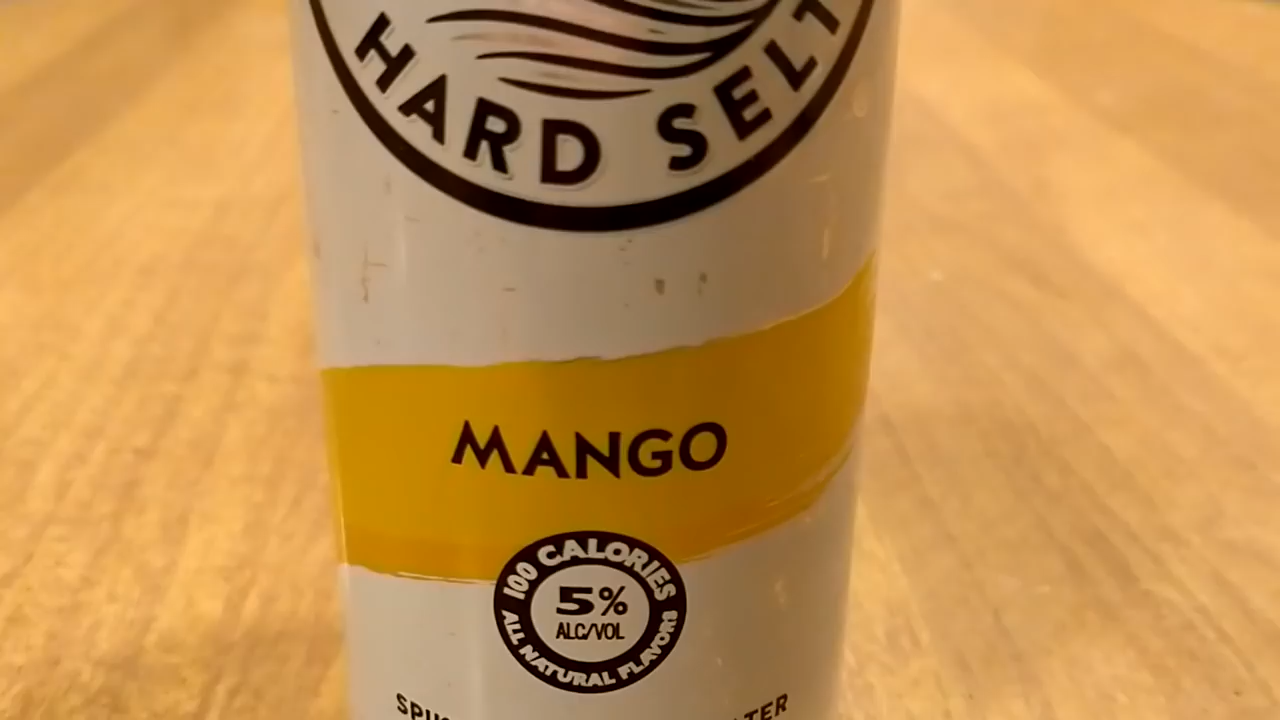 HARD SELT
MANGO
100 CALORIES
5%
ALC/VOL
ALL NATURAL FLAVORS